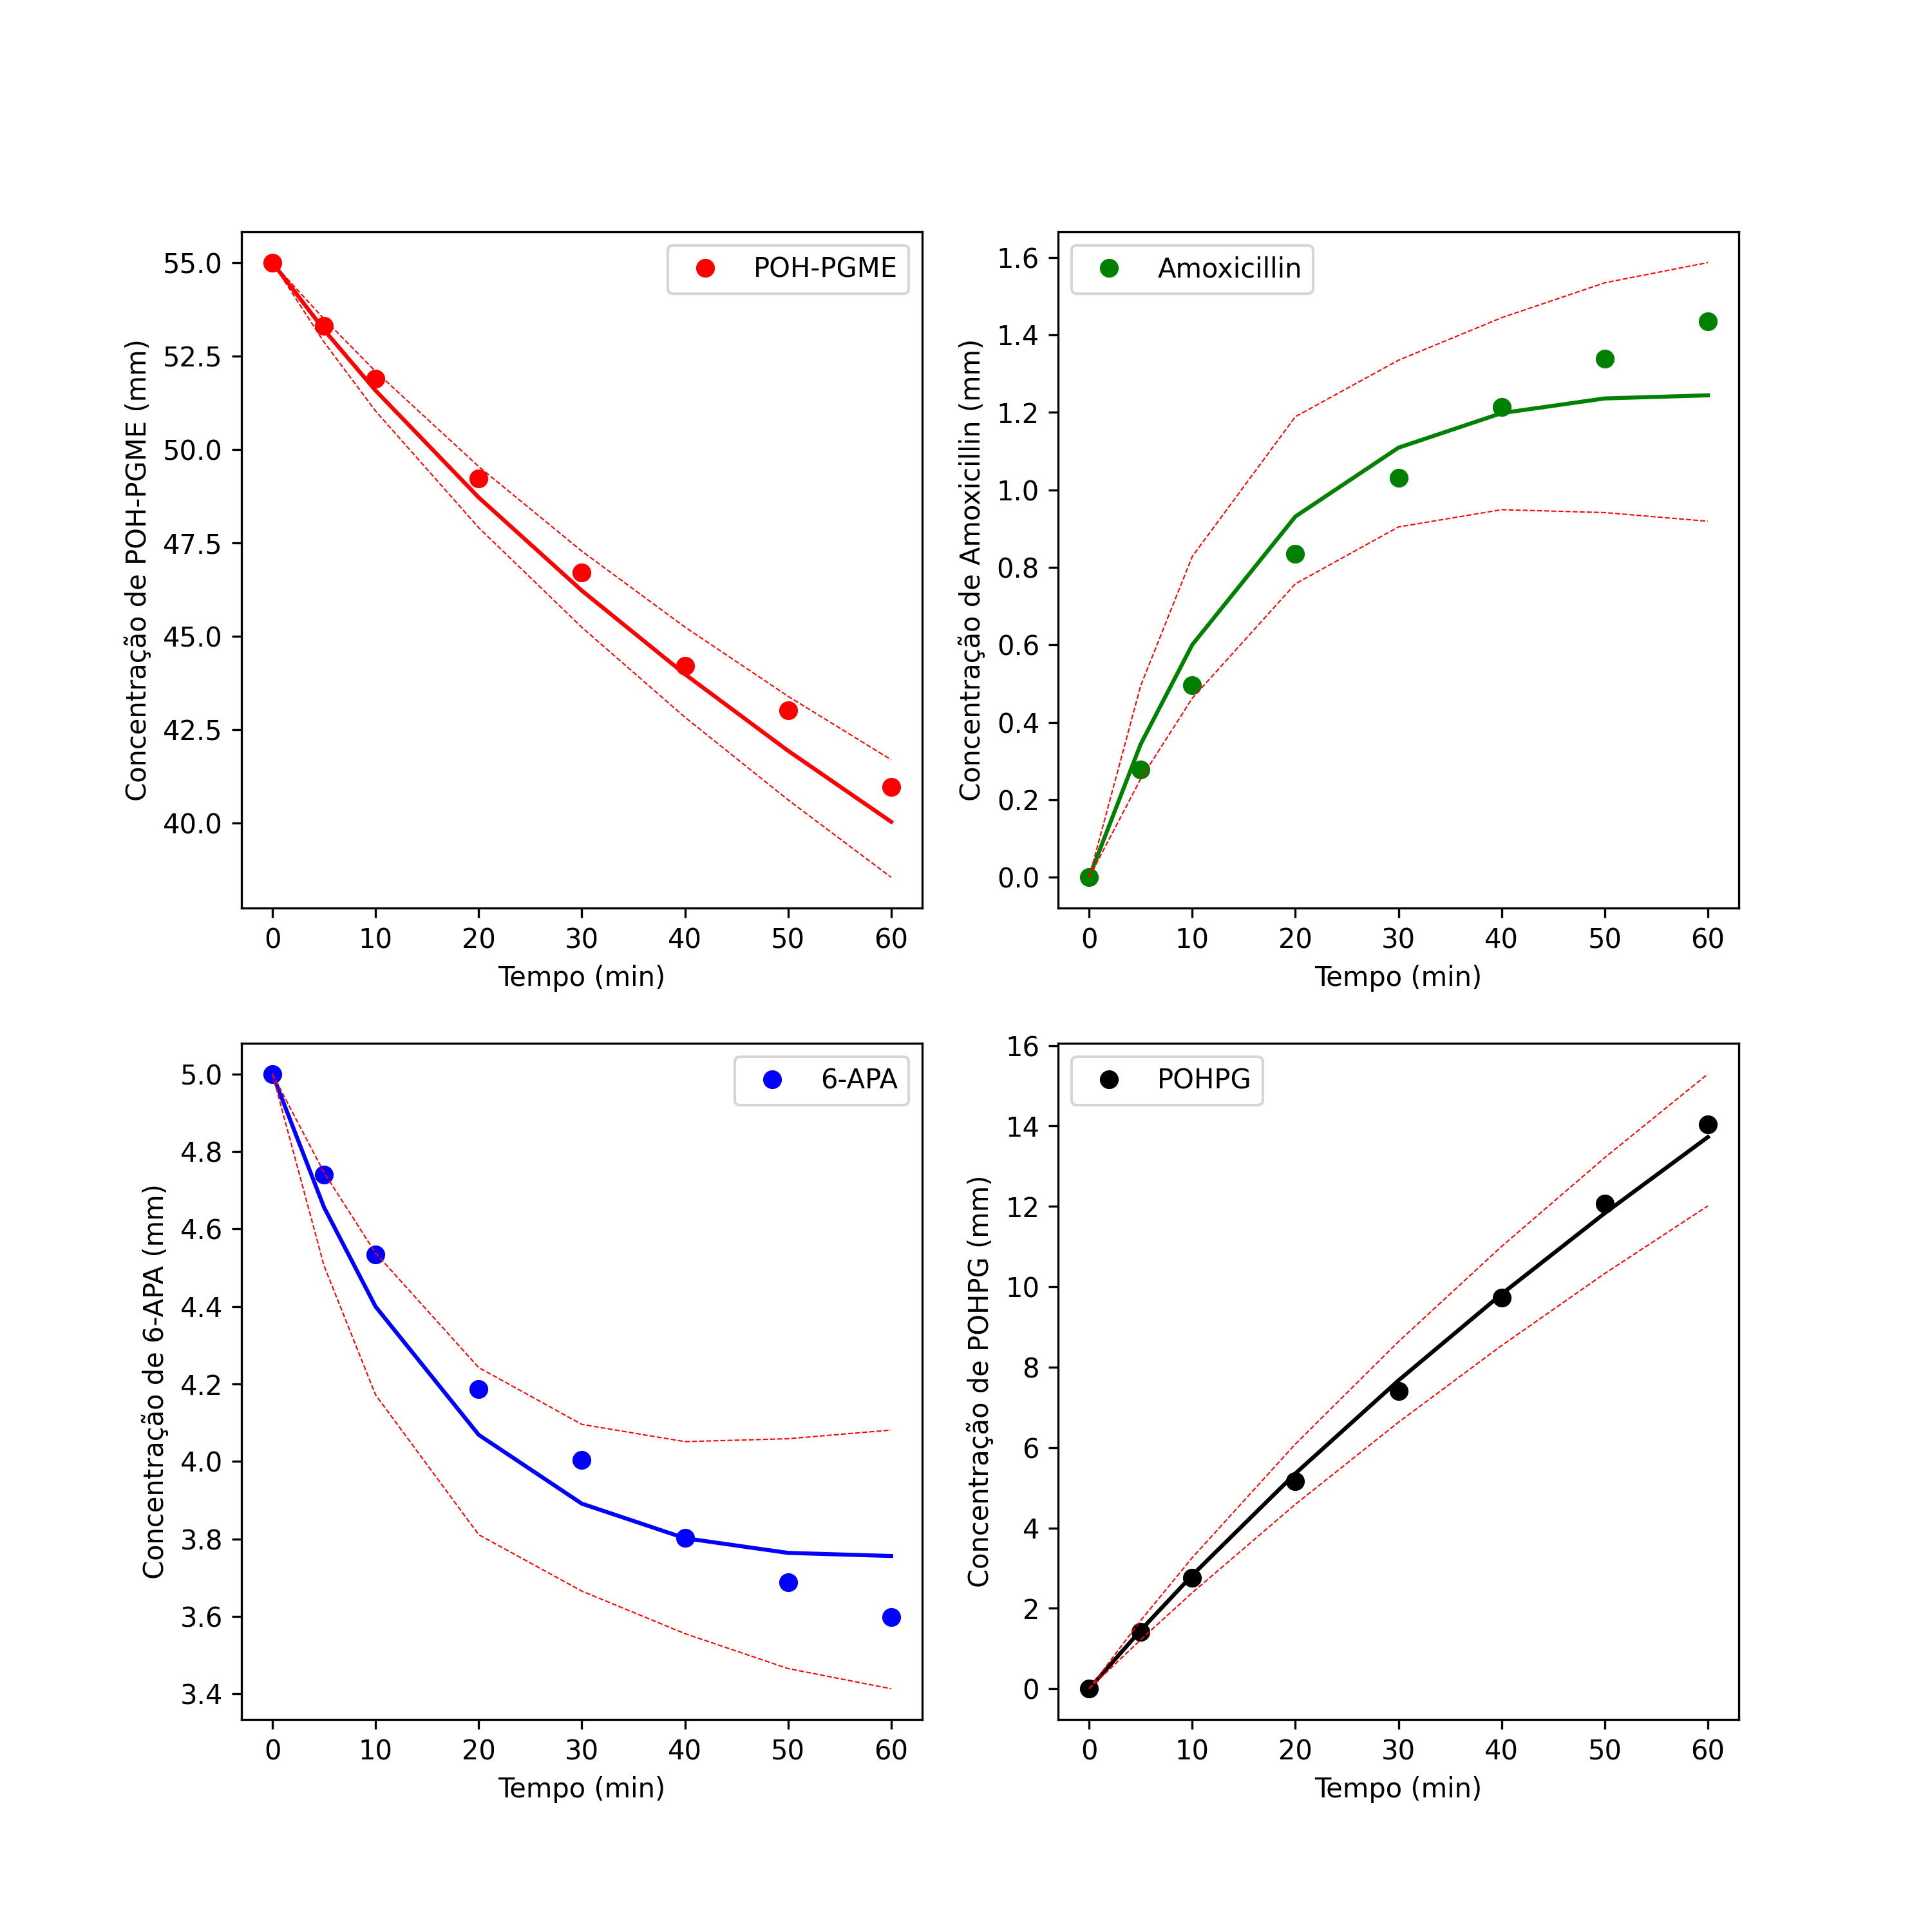 POH-PGME
Concentração de POH-PGME (mm)
55.0
52.5
50.0
47.5
45.0
42.5
40.0
0 10 20 30 40 50 60
Tempo (min)
Amoxicillin
Concentração de Amoxicillin (mm)
1.6
1.4
1.2
1.0
0.8
0.6
0.4
0.2
0.0
0 10 20 30 40 50 60
Tempo (min)
6-APA
Concentração de 6-APA (mm)
5.0
4.8
4.6
4.4
4.2
4.0
3.8
3.6
3.4
0 10 20 30 40 50 60
Tempo (min)
POHPG
Concentração de POHPG (mm)
16
14
12
10
8
6
4
2
0
0 10 20 30 40 50 60
Tempo (min)